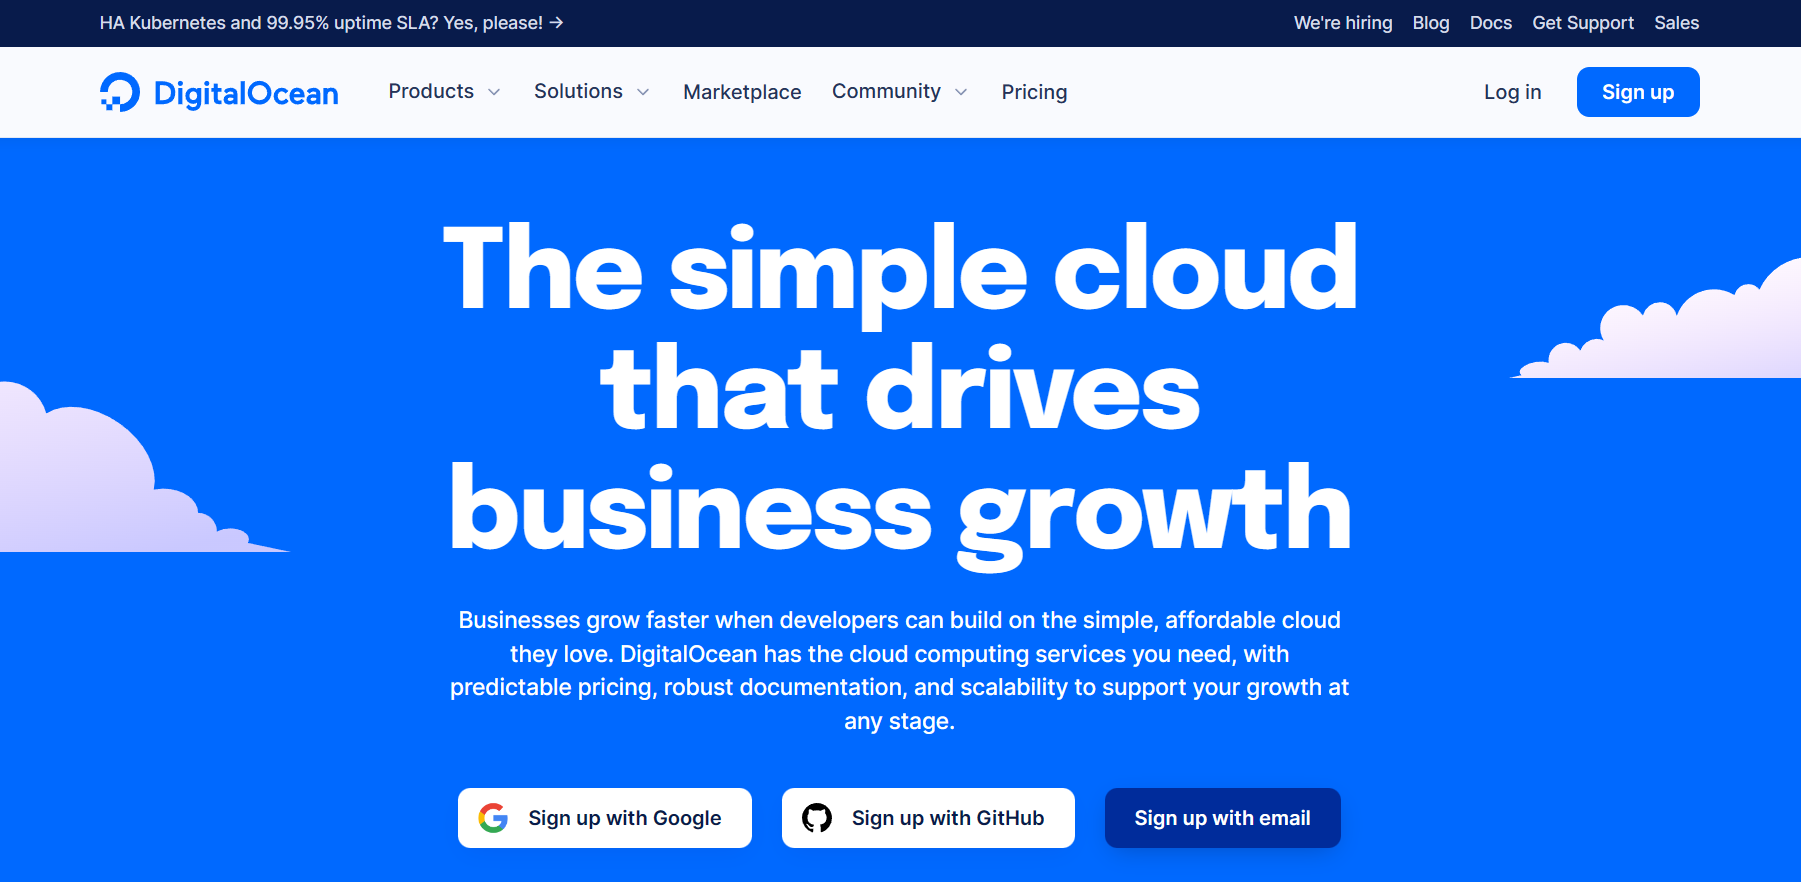 HA Kubernetes and 99.95% uptime SLA? Yes, please! →
We're hiring Blog Docs Get Support Sales
DigitalOcean Products Solutions Marketplace Community Pricing Log in Sign up
The simple cloud
that drives
business growth
Businesses grow faster when developers can build on the simple, affordable cloud
they love. DigitalOcean has the cloud computing services you need, with
predictable pricing, robust documentation, and scalability to support your growth at
any stage.
Sign up with Google Sign up with GitHub Sign up with email